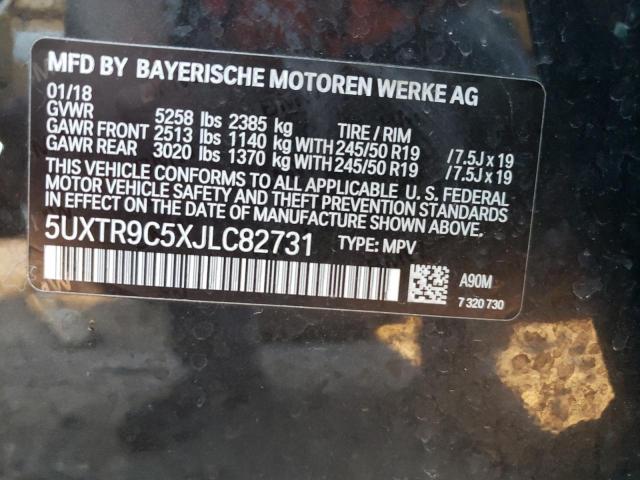 MFD BY BAYERISCHE MOTOREN WERKE AG
01/18
GVWR 5258 lbs 2385 kg TIRE / RIM
GAWR FRONT 2513 lbs 1140 kg WITH 245/50 R19 / 7.5J x 19
GAWR REAR 3020 lbs 1370 kg WITH 245/50 R19 / 7.5J x 19
THIS VEHICLE CONFORMS TO ALL APPLICABLE U. S. FEDERAL
MOTOR VEHICLE SAFETY AND THEFT PREVENTION STANDARDS
IN EFFECT ON THE DATE OF MANUFACTURE SHOWN ABOVE.
5UXTR9C5XJLC82731 TYPE: MPV
A90M
7 320 730